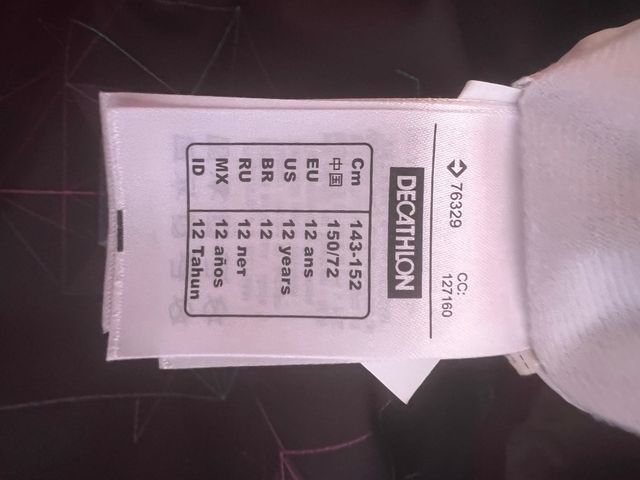 76329
CC:
127160
DECATHLON
Cm 143-152
中国 150/72
EU 12 ans
US 12 years
BR 12
RU 12 лет
MX 12 años
ID 12 Tahun